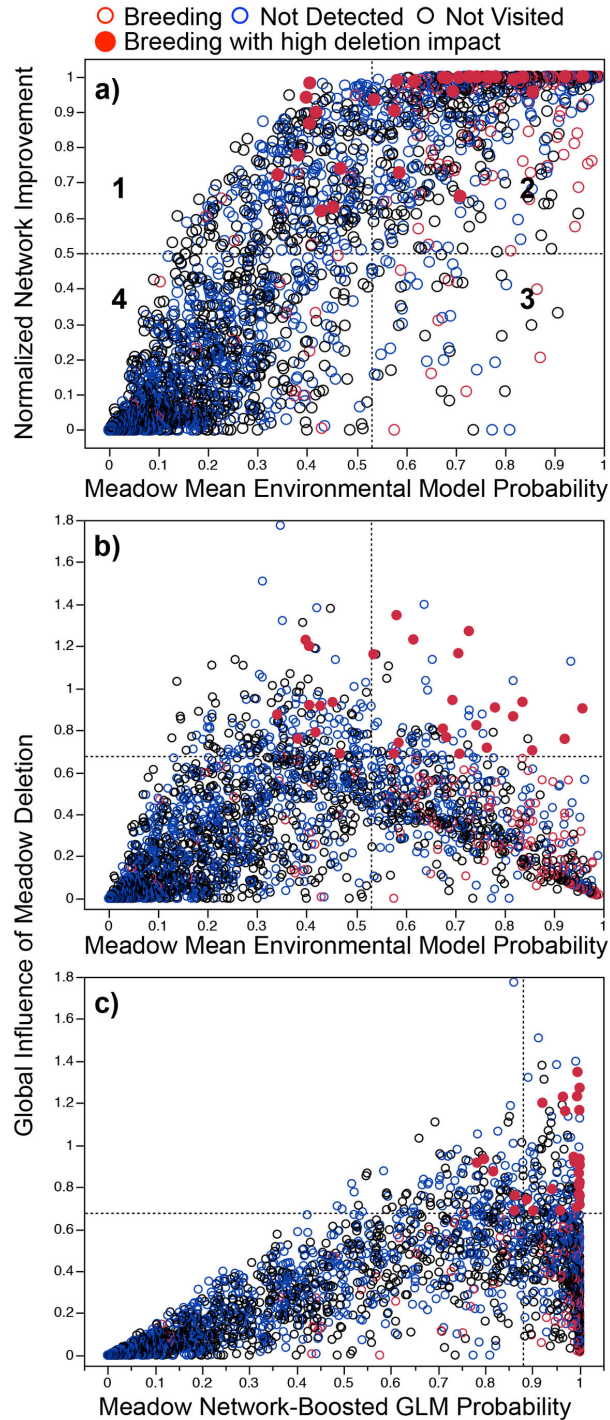 Breeding Not Detected Not Visited
Breeding with high deletion impact
a)
Normalized Network Improvement
1
0.9
0.8
0.7
0.6
0.5
0.4
0.3
0.2
0.1
0
1 2
4 3
0 0.1 0.2 0.3 0.4 0.5 0.6 0.7 0.8 0.9 1
Meadow Mean Environmental Model Probability
b)
1.8
1.6
1.4
1.2
1
0.8
0.6
0.4
0.2
0
0 0.1 0.2 0.3 0.4 0.5 0.6 0.7 0.8 0.9 1
Meadow Mean Environmental Model Probability
Global Influence of Meadow Deletion
c)
1.8
1.6
1.4
1.2
1
0.8
0.6
0.4
0.2
0
0 0.1 0.2 0.3 0.4 0.5 0.6 0.7 0.8 0.9 1
Meadow Network-Boosted GLM Probability